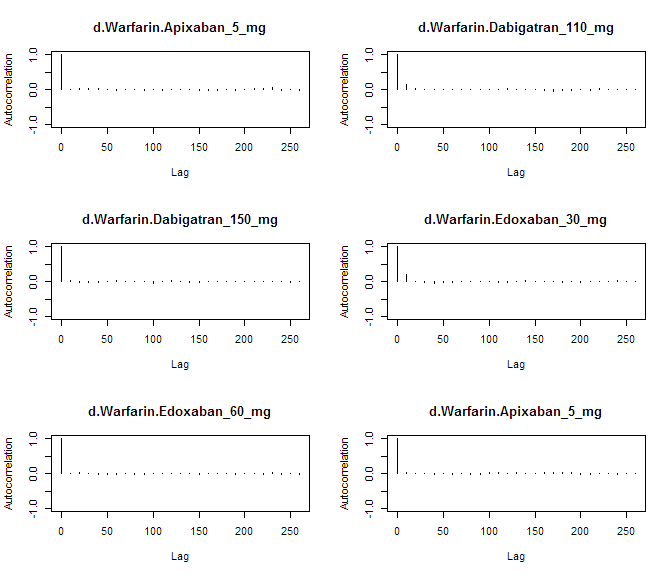 d.Warfarin.Apixaban_5_mg
Autocorrelation
1.0
0.0
-1.0
0 50 100 150 200 250
Lag
d.Warfarin.Dabigatran_110_mg
Autocorrelation
1.0
0.0
-1.0
0 50 100 150 200 250
Lag
d.Warfarin.Dabigatran_150_mg
Autocorrelation
1.0
0.0
-1.0
0 50 100 150 200 250
Lag
d.Warfarin.Edoxaban_30_mg
Autocorrelation
1.0
0.0
-1.0
0 50 100 150 200 250
Lag
d.Warfarin.Edoxaban_60_mg
Autocorrelation
1.0
0.0
-1.0
0 50 100 150 200 250
Lag
d.Warfarin.Apixaban_5_mg
Autocorrelation
1.0
0.0
-1.0
0 50 100 150 200 250
Lag